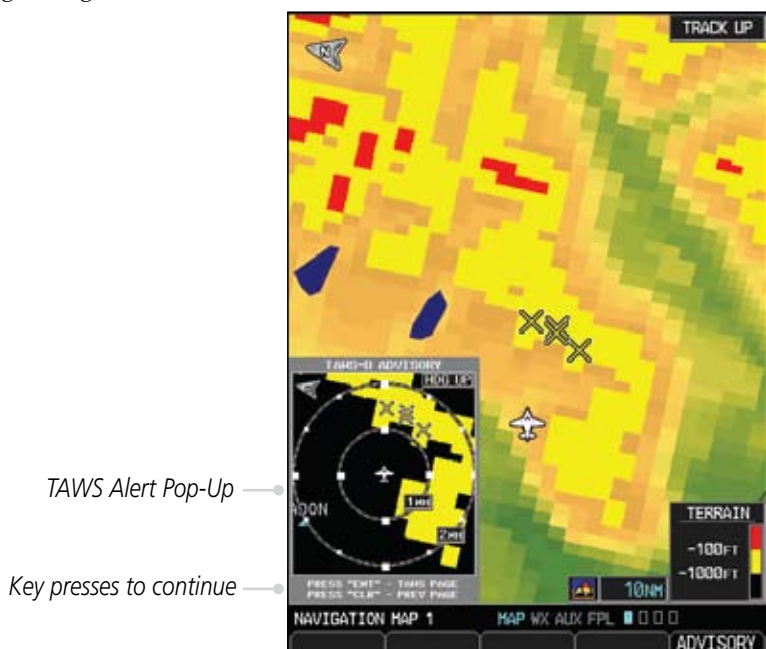 TRACK UP
N
TAWS-B ADVISORY
HDG UP
TAWS Alert Pop-Up
ADON
1NM
2NM
TERRAIN
-100FT
-1000FT
Key presses to continue
PRESS "ENT" - TAWS PAGE
PRESS "CLR" - PREV PAGE
10NM
NAVIGATION MAP 1
MAP WX AUX FPL
ADVISORY